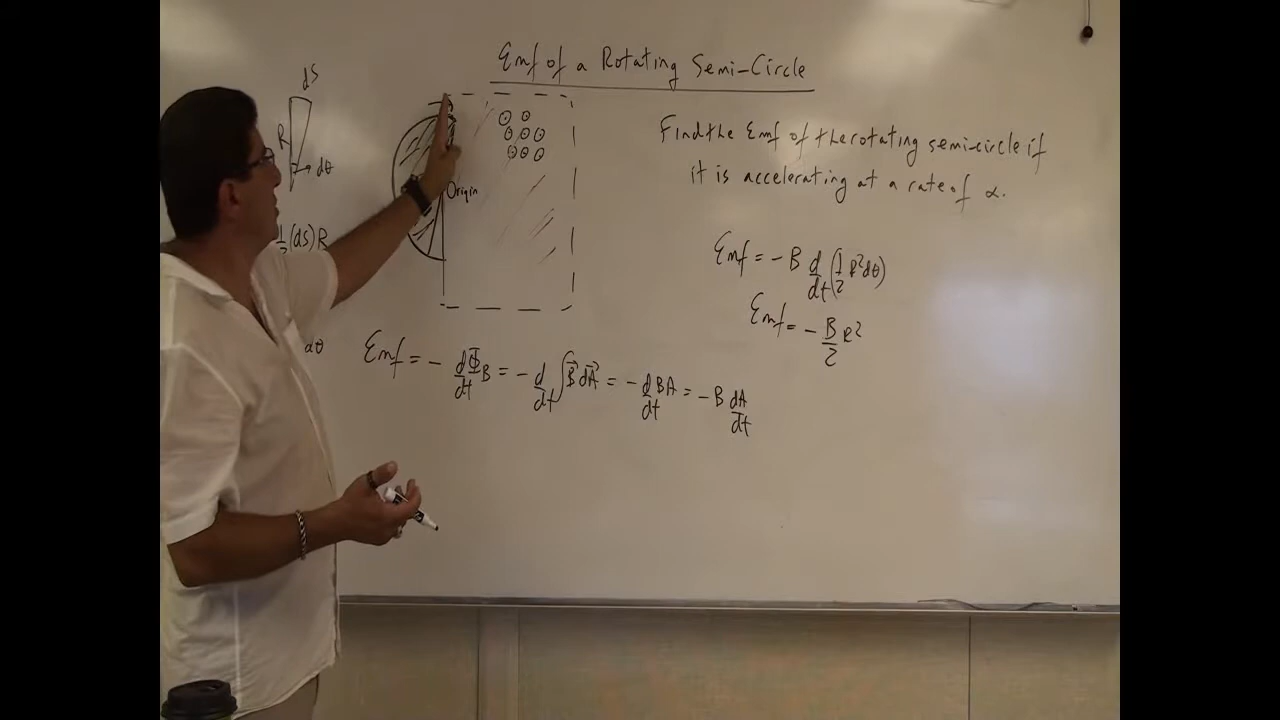 Emf of a Rotating Semi-Circle
dS
R
dθ
Origin
½(dS)R
dθ
Find the Emf of the rotating semi-circle if
it is accelerating at a rate of α.
Emf = - B d/dt (½ R²dθ)
Emf = - B/2 R²
Emf = - dΦB/dt = - d/dt ∫B⃗ dA⃗ = - d/dt BA = - B dA/dt